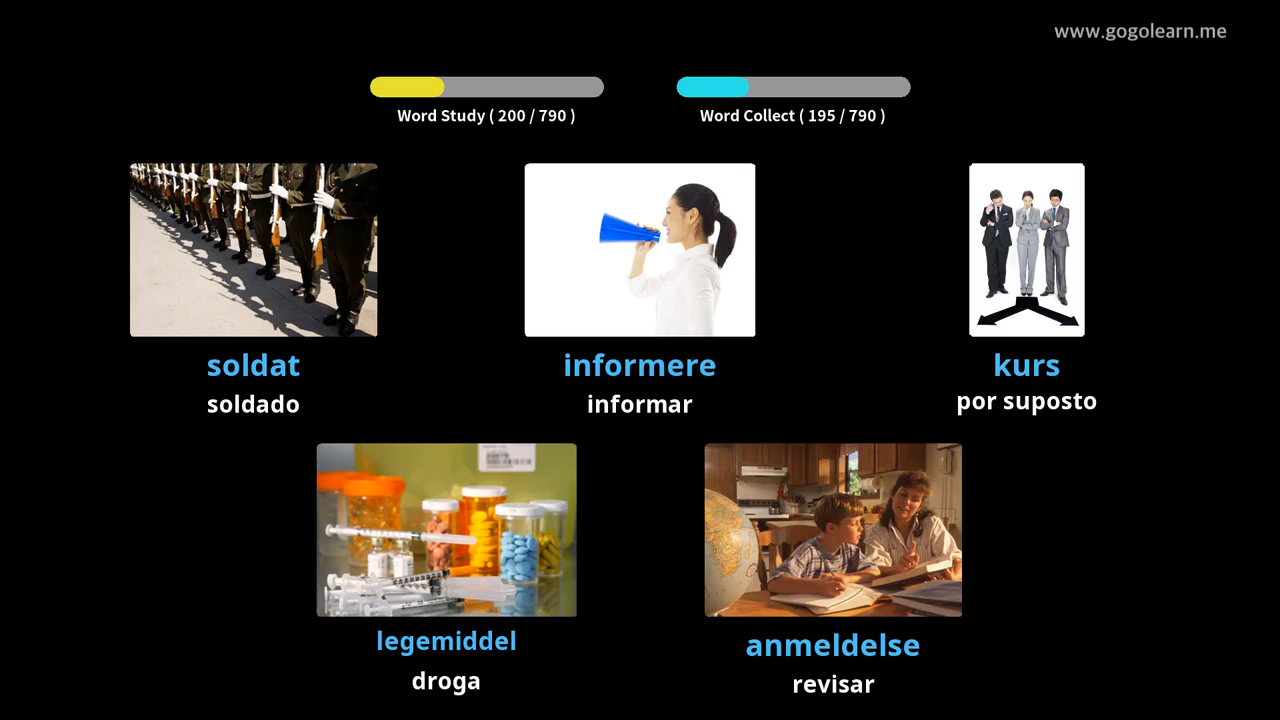 www.gogolearn.me
Word Study ( 200 / 790 )
Word Collect ( 195 / 790 )
soldat
soldado
informere
informar
kurs
por suposto
legemiddel
droga
anmeldelse
revisar